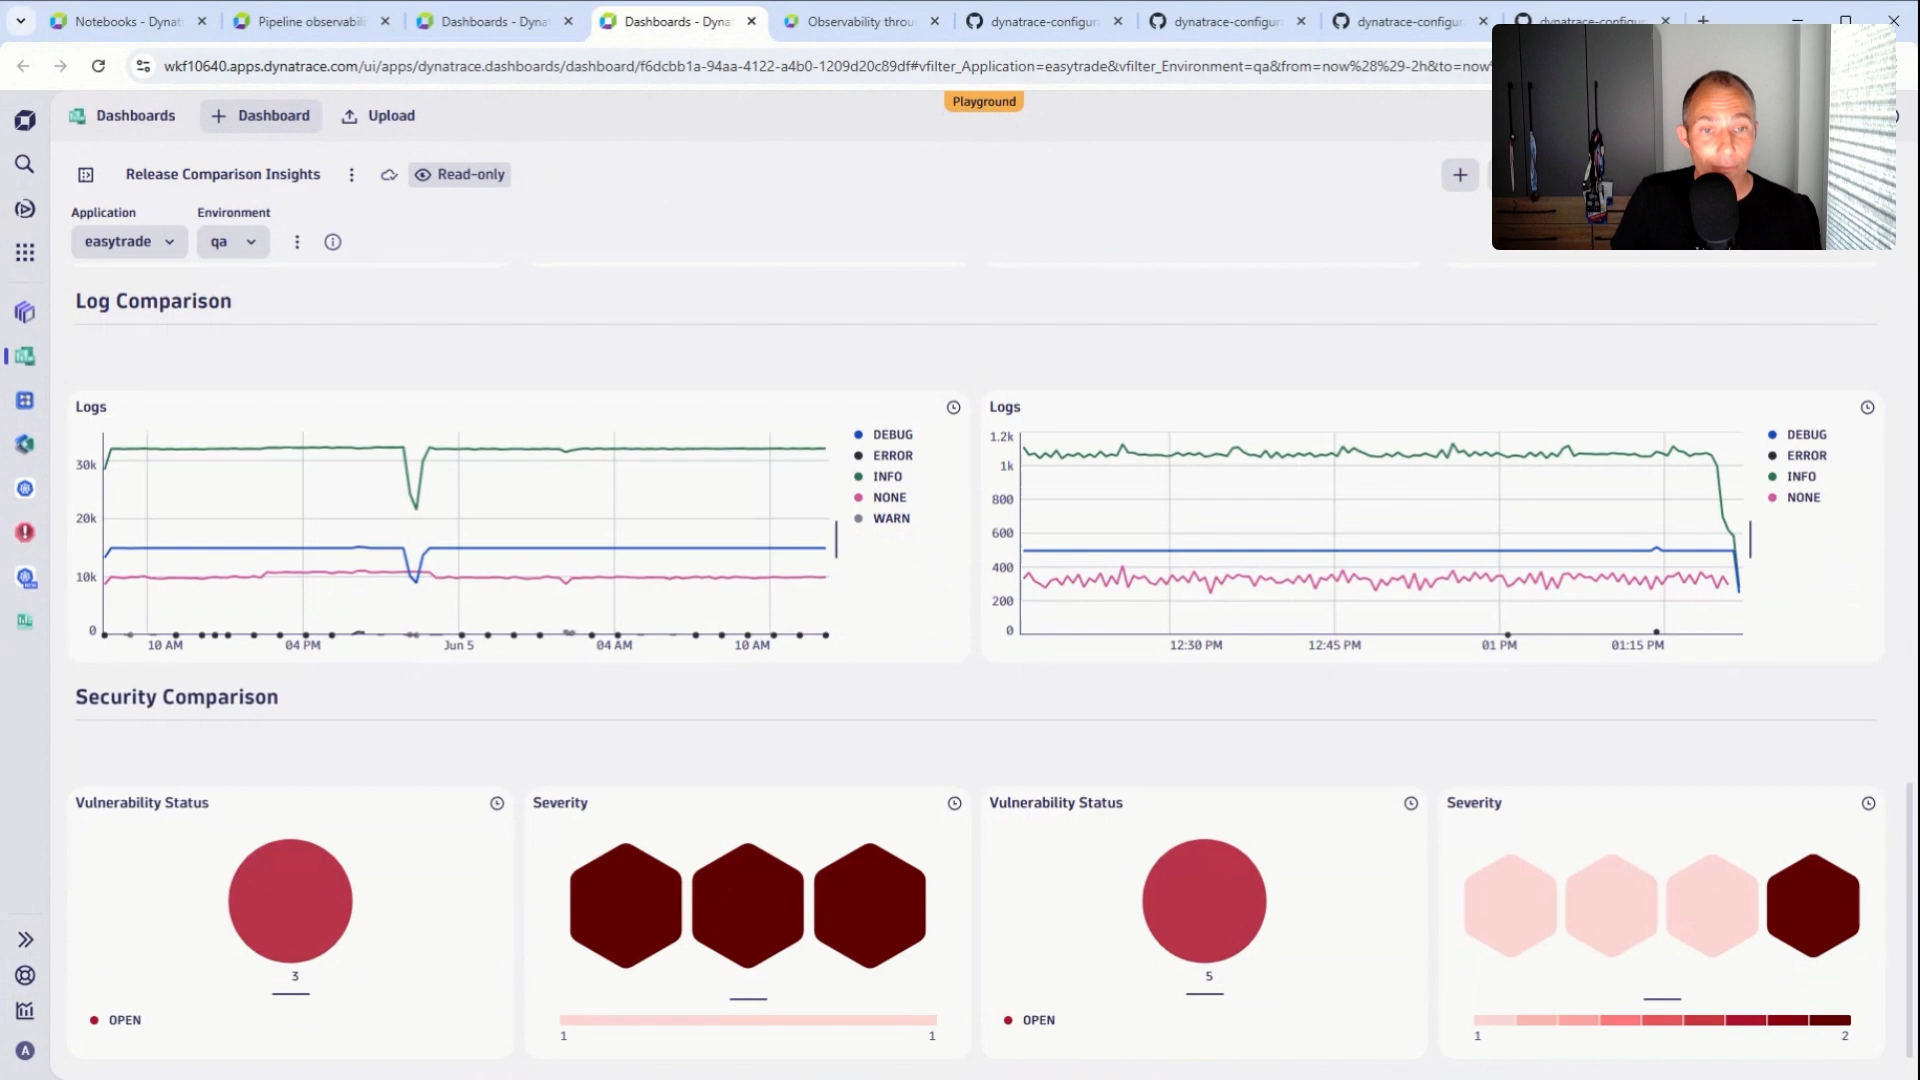 Notebooks - Dynat
Pipeline observabili
Dashboards - Dyna
Dashboards - Dyna
Observability throu
dynatrace-configur
dynatrace-configur
dynatrace-configur
dynatrace-configur
wkf10640.apps.dynatrace.com/ui/apps/dynatrace.dashboards/dashboard/f6dcbb1a-94aa-4122-a4b0-1209d20c89df#vfilter_Application=easytrade&vfilter_Environment=qa&from=now%28%29-2h&to=now
Playground
Dashboards
Dashboard
Upload
Release Comparison Insights
Read-only
Application
Environment
easytrade
qa
Log Comparison
Logs
30k
20k
10k
0
10 AM
04 PM
Jun 5
04 AM
10 AM
DEBUG
ERROR
INFO
NONE
WARN
Logs
1.2k
1k
800
600
400
200
0
12:30 PM
12:45 PM
01 PM
01:15 PM
DEBUG
ERROR
INFO
NONE
Security Comparison
Vulnerability Status
3
OPEN
Severity
1
1
Vulnerability Status
5
OPEN
Severity
1
2
A